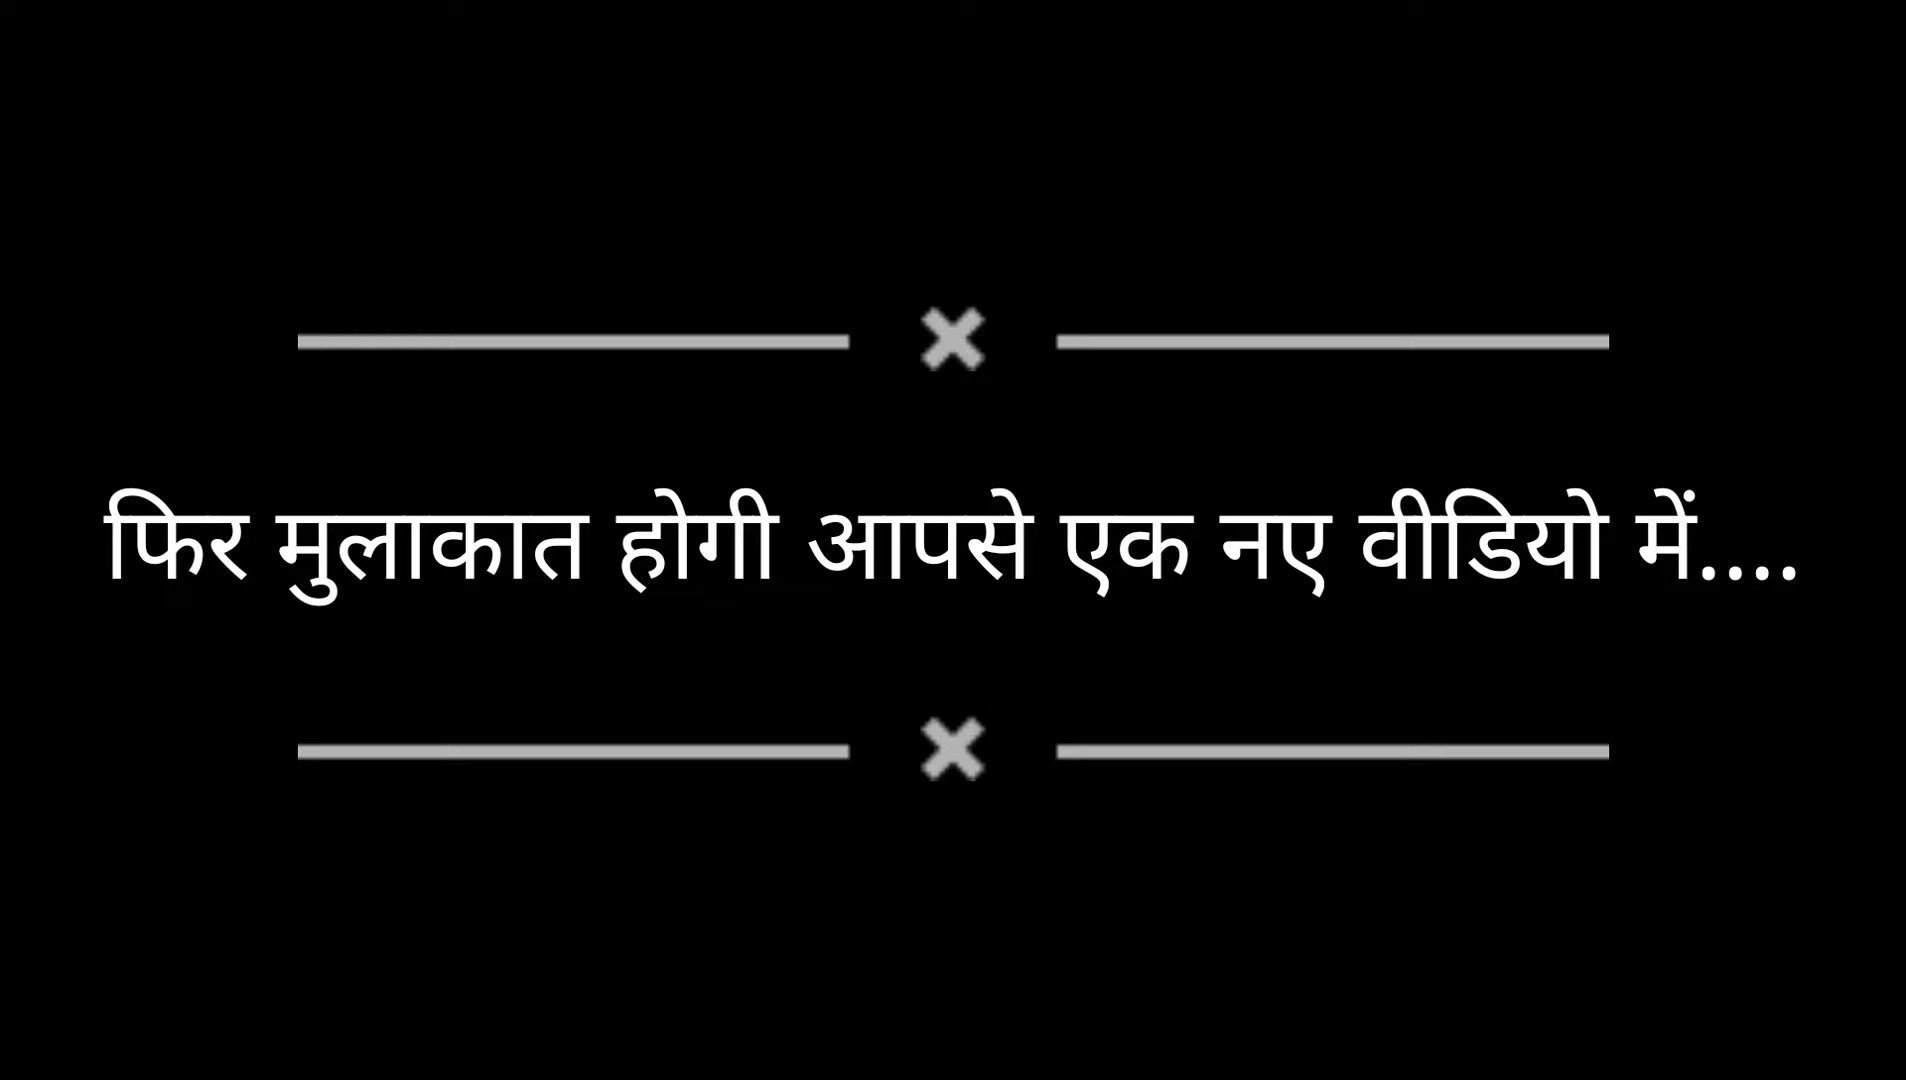 फिर मुलाकात होगी आपसे एक नए वीडियो में....